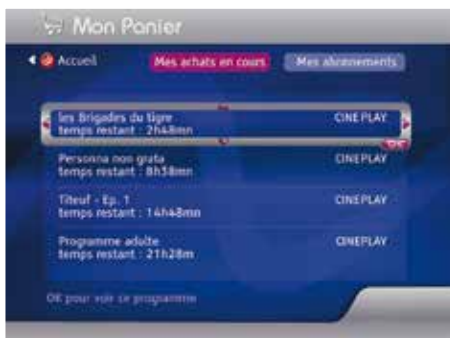 Mon Panier
Accueil Mes achats en cours Mes abonnements
les Brigades du tigre CINEPLAY
temps restant : 2h48mn
Personna non grata CINEPLAY
temps restant : 8h38mn
Titeuf - Ep. 1 CINEPLAY
temps restant : 14h48mn
Programme adulte CINEPLAY
temps restant : 21h28m
OK pour voir ce programme